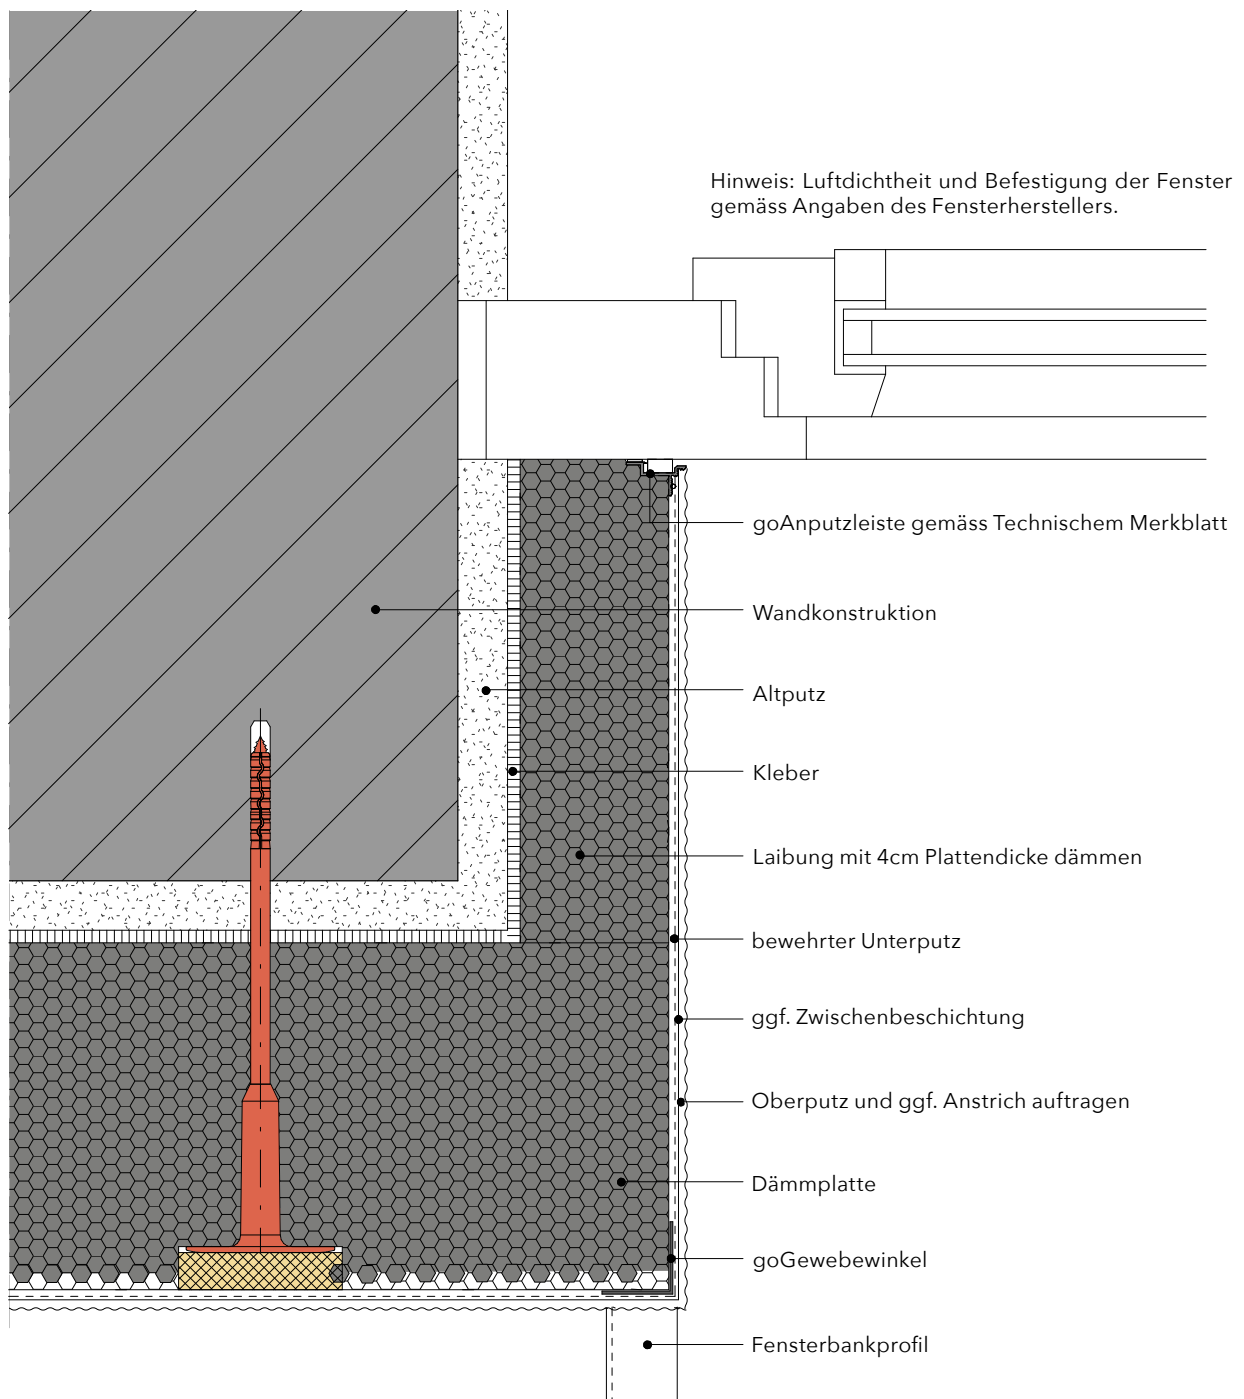 Hinweis: Luftdichtheit und Befestigung der Fenster
gemäss Angaben des Fensterherstellers.
goAnputzleiste gemäss Technischem Merkblatt
Wandkonstruktion
Altputz
Kleber
Laibung mit 4cm Plattendicke dämmen
bewehrter Unterputz
ggf. Zwischenbeschichtung
Oberputz und ggf. Anstrich auftragen
Dämmplatte
goGewebewinkel
Fensterbankprofil